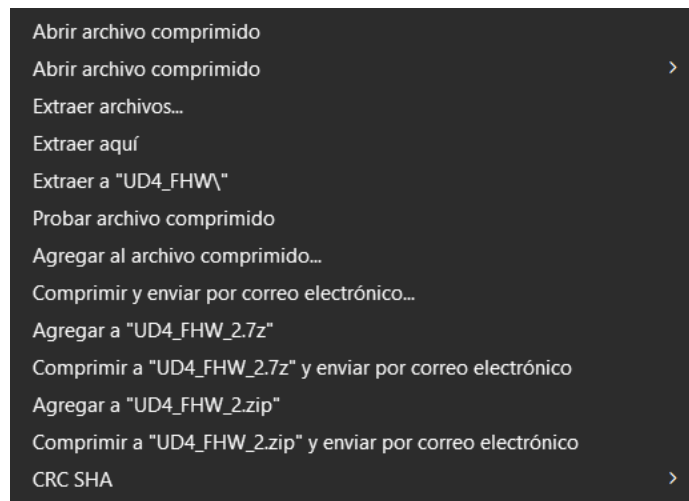 Abrir archivo comprimido
Abrir archivo comprimido
Extraer archivos...
Extraer aquí
Extraer a "UD4_FHW\"
Probar archivo comprimido
Agregar al archivo comprimido...
Comprimir y enviar por correo electrónico...
Agregar a "UD4_FHW_2.7z"
Comprimir a "UD4_FHW_2.7z" y enviar por correo electrónico
Agregar a "UD4_FHW_2.zip"
Comprimir a "UD4_FHW_2.zip" y enviar por correo electrónico
CRC SHA